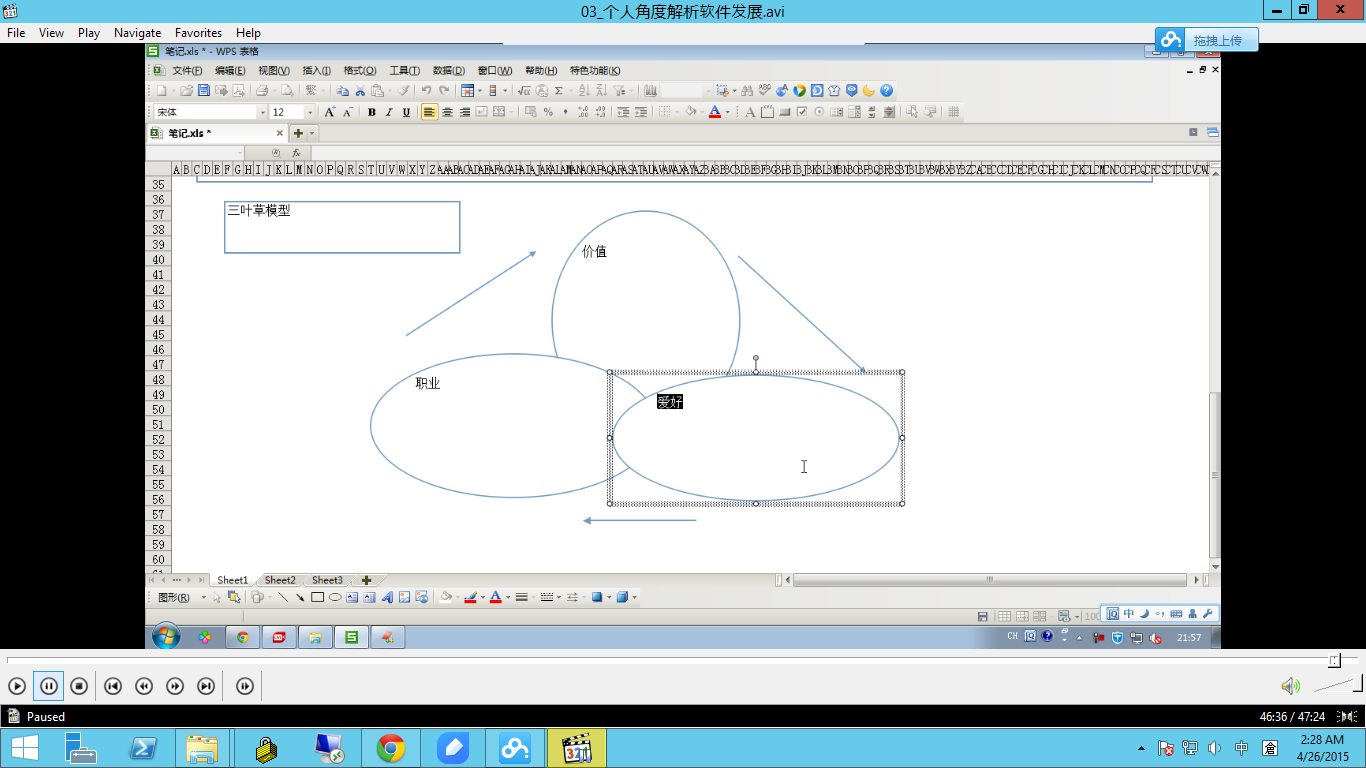 03_个人角度解析软件发展.avi
File View Play Navigate Favorites Help
拖拽上传
笔记.xls * - WPS 表格
文件(F) 编辑(E) 视图(V) 插入(I) 格式(O) 工具(T) 数据(D) 窗口(W) 帮助(H) 特色功能(K)
宋体 12 B I U
笔记.xls *
fx
A B C D E F G H I J K L M N O P Q R S T U V W X Y Z
35
36
37
38
39
40
41
42
43
44
45
46
47
48
49
50
51
52
53
54
55
56
57
58
59
60
三叶草模型
价值
职业
爱好
Sheet1 Sheet2 Sheet3
图形(R)
100
中
CH
21:57
Paused
46:36 / 47:24
321
中
倉
2:28 AM
4/26/2015